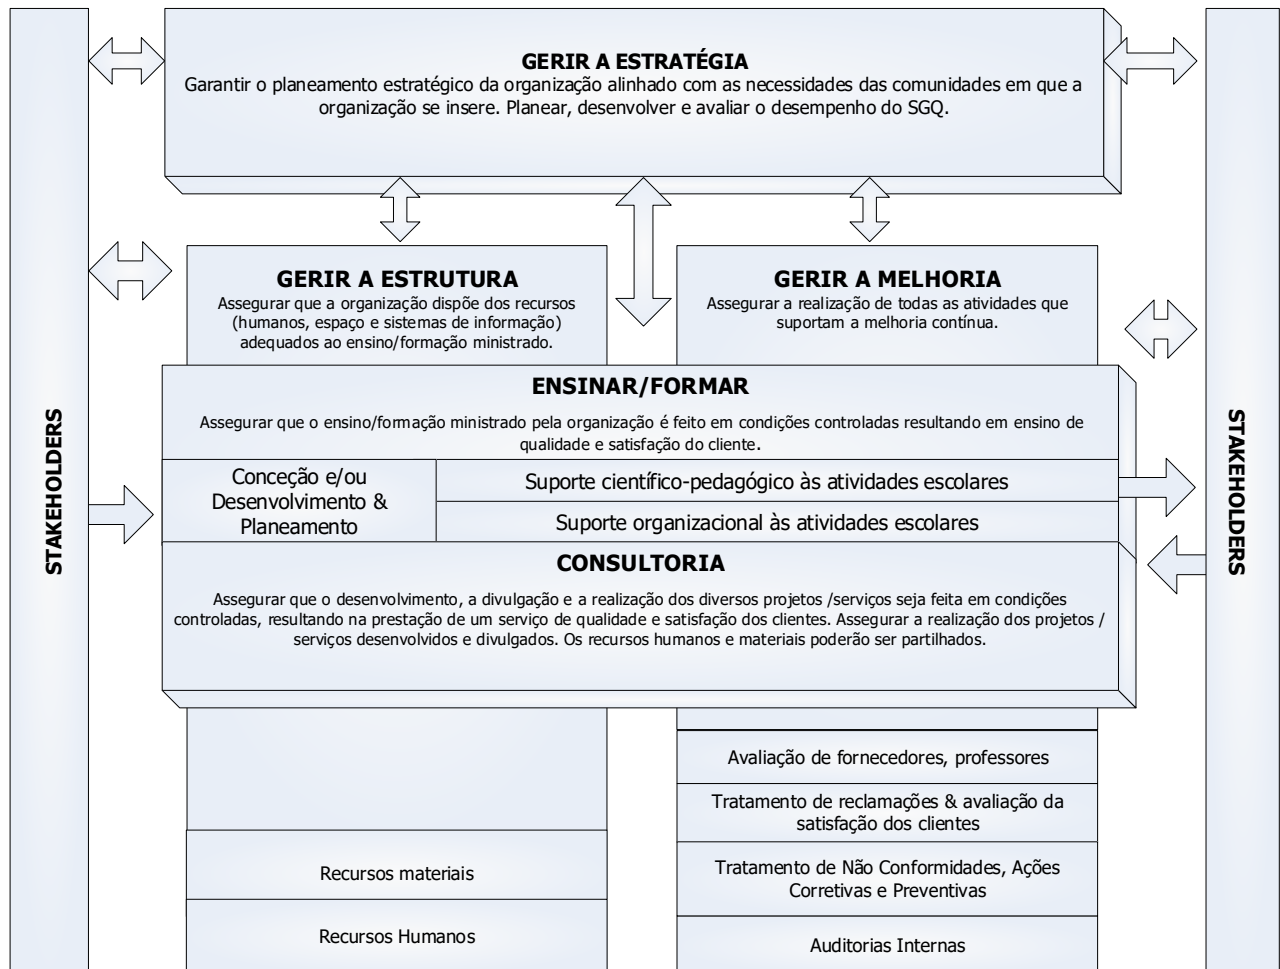 GERIR A ESTRATÉGIA
Garantir o planeamento estratégico da organização alinhado com as necessidades das comunidades em que a
organização se insere. Planear, desenvolver e avaliar o desempenho do SGQ.
GERIR A ESTRUTURA
Assegurar que a organização dispõe dos recursos
(humanos, espaço e sistemas de informação)
adequados ao ensino/formação ministrado.
GERIR A MELHORIA
Assegurar a realização de todas as atividades que
suportam a melhoria contínua.
STAKEHOLDERS
ENSINAR/FORMAR
Assegurar que o ensino/formação ministrado pela organização é feito em condições controladas resultando em ensino de
qualidade e satisfação do cliente.
Conceção e/ou
Desenvolvimento &
Planeamento
Suporte científico-pedagógico às atividades escolares
Suporte organizacional às atividades escolares
STAKEHOLDERS
CONSULTORIA
Assegurar que o desenvolvimento, a divulgação e a realização dos diversos projetos /serviços seja feita em condições
controladas, resultando na prestação de um serviço de qualidade e satisfação dos clientes. Assegurar a realização dos projetos /
serviços desenvolvidos e divulgados. Os recursos humanos e materiais poderão ser partilhados.
Recursos materiais
Recursos Humanos
Avaliação de fornecedores, professores
Tratamento de reclamações & avaliação da
satisfação dos clientes
Tratamento de Não Conformidades, Ações
Corretivas e Preventivas
Auditorias Internas